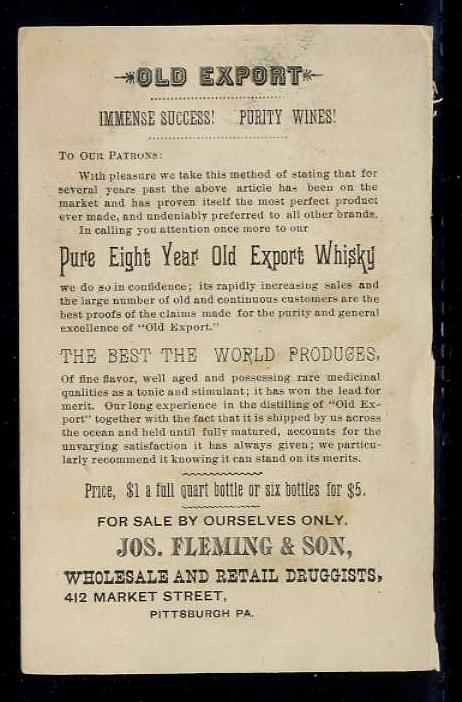 OLD EXPORT
IMMENSE SUCCESS! PURITY WINES!
TO OUR PATRONS:
With pleasure we take this method of stating that for
several years past the above article has been on the
market and has proven itself the most perfect product
ever made, and undeniably preferred to all other brands.
In calling you attention once more to our
Pure Eight Year Old Export Whisky
we do so in confidence; its rapidly increasing sales and
the large number of old and continuous customers are the
best proofs of the claims made for the purity and general
excellence of "Old Export."
THE BEST THE WORLD PRODUCES,
Of fine flavor, well aged and possessing rare medicinal
qualities as a tonic and stimulant; it has won the lead for
merit. Our long experience in the distilling of "Old Ex-
port" together with the fact that it is shipped by us across
the ocean and held until fully matured, accounts for the
unvarying satisfaction it has always given; we particu-
larly recommend it knowing it can stand on its merits.
Price, $1 a full quart bottle or six bottles for $5.
FOR SALE BY OURSELVES ONLY.
JOS. FLEMING & SON,
WHOLESALE AND RETAIL DRUGGISTS,
412 MARKET STREET,
PITTSBURGH PA.